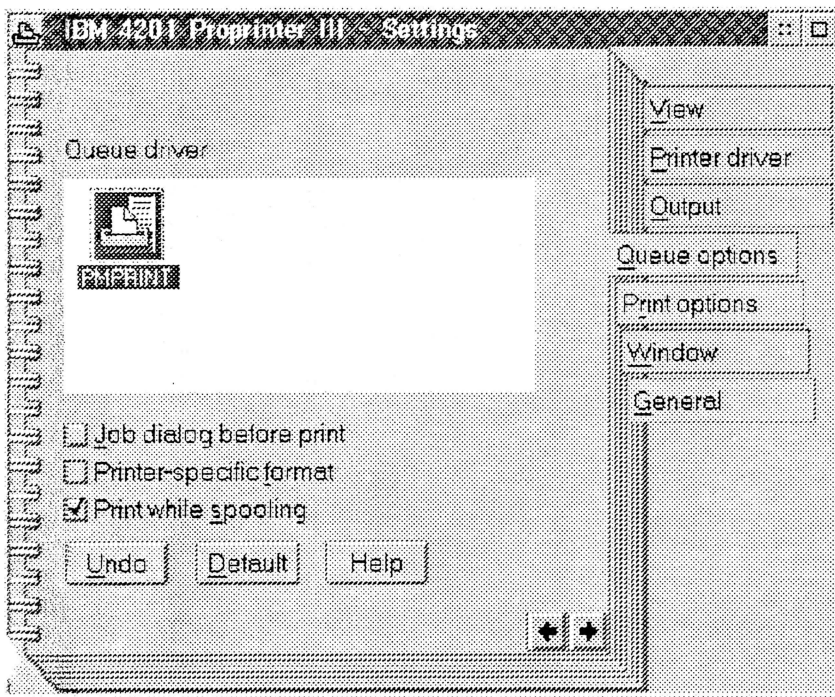 IBM 4201 Proprinter III - Settings
View
Printer driver
Output
Queue options
Print options
Window
General
Queue driver
PMPRINT
Job dialog before print
Printer-specific format
Print while spooling
Undo
Default
Help